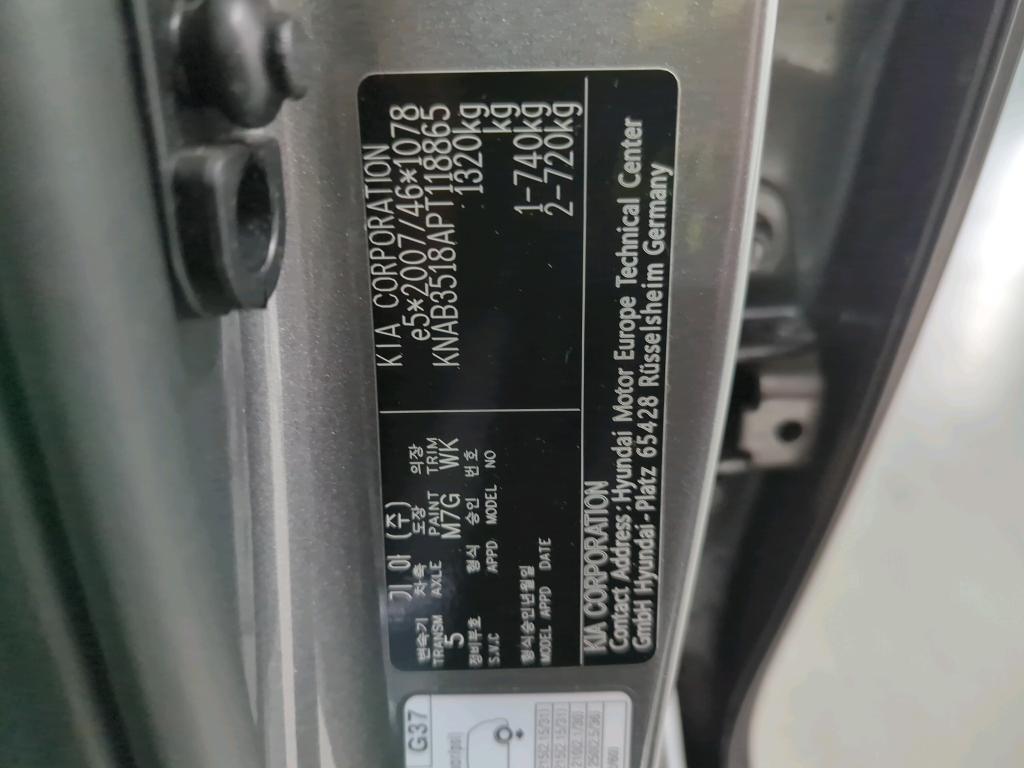 기아 (주)
KIA CORPORATION
변속기 차축 도장 의장
TRANSM AXLE PAINT TRIM
5 M7G WK
정비부호 형식 승인 번호
S.V.C APPD MODEL NO
형식승인년월일
MODEL APPD DATE
e5*2007/46*1078
KNAB3518APT118865
1320kg
kg
1-740kg
2-720kg
KIA CORPORATION
Contact Address : Hyundai Motor Europe Technical Center
GmbH Hyundai-Platz 65428 Rüsselsheim Germany
G37